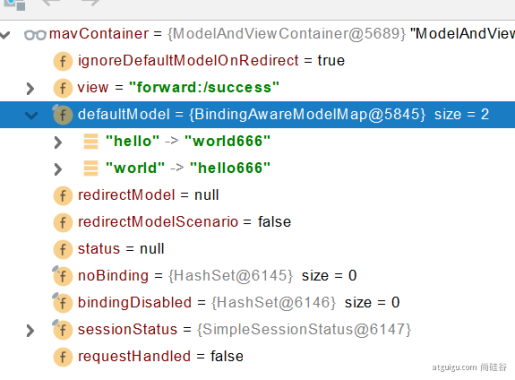 mavContainer = {ModelAndViewContainer@5689} "ModelAndView
ignoreDefaultModelOnRedirect = true
view = "forward:/success"
defaultModel = {BindingAwareModelMap@5845} size = 2
"hello" -> "world666"
"world" -> "hello666"
redirectModel = null
redirectModelScenario = false
status = null
noBinding = {HashSet@6145} size = 0
bindingDisabled = {HashSet@6146} size = 0
sessionStatus = {SimpleSessionStatus@6147}
requestHandled = false
atguigu.com 尚硅谷